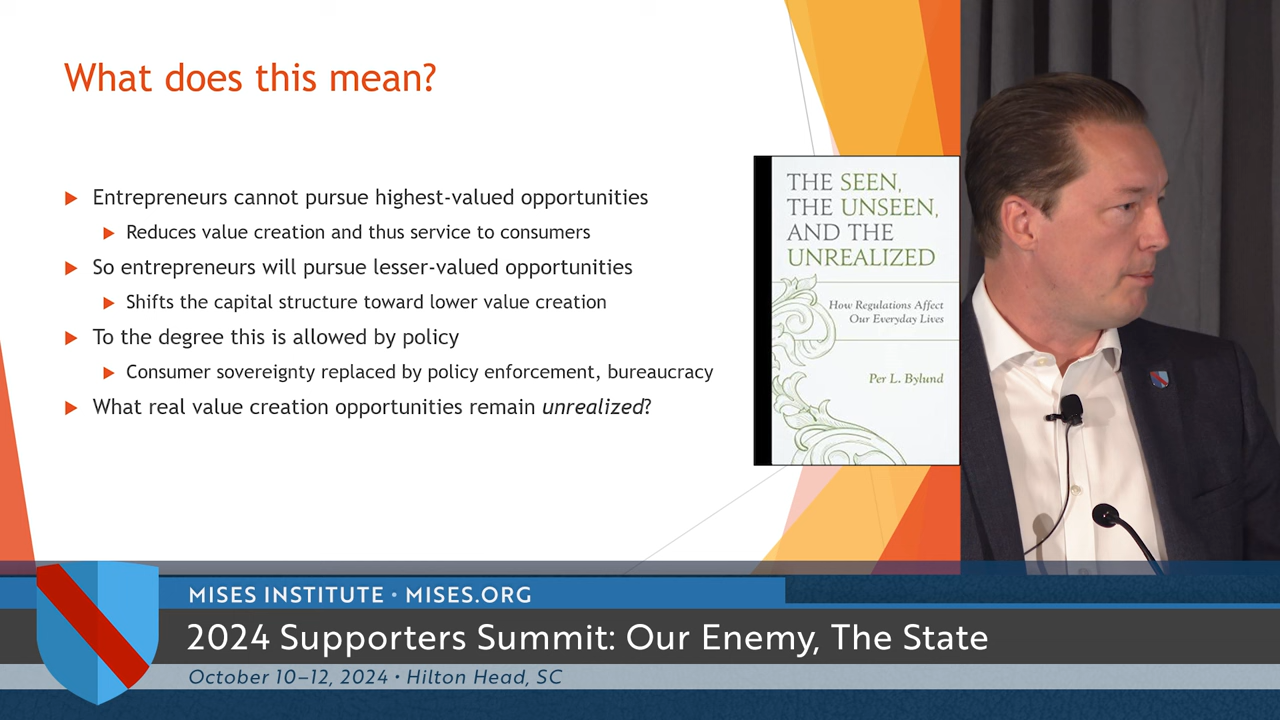 What does this mean?
Entrepreneurs cannot pursue highest-valued opportunities
Reduces value creation and thus service to consumers
So entrepreneurs will pursue lesser-valued opportunities
Shifts the capital structure toward lower value creation
To the degree this is allowed by policy
Consumer sovereignty replaced by policy enforcement, bureaucracy
What real value creation opportunities remain unrealized?
THE SEEN,
THE UNSEEN,
AND THE
UNREALIZED
How Regulations Affect
Our Everyday Lives
Per L. Bylund
MISES INSTITUTE • MISES.ORG
2024 Supporters Summit: Our Enemy, The State
October 10–12, 2024 • Hilton Head, SC